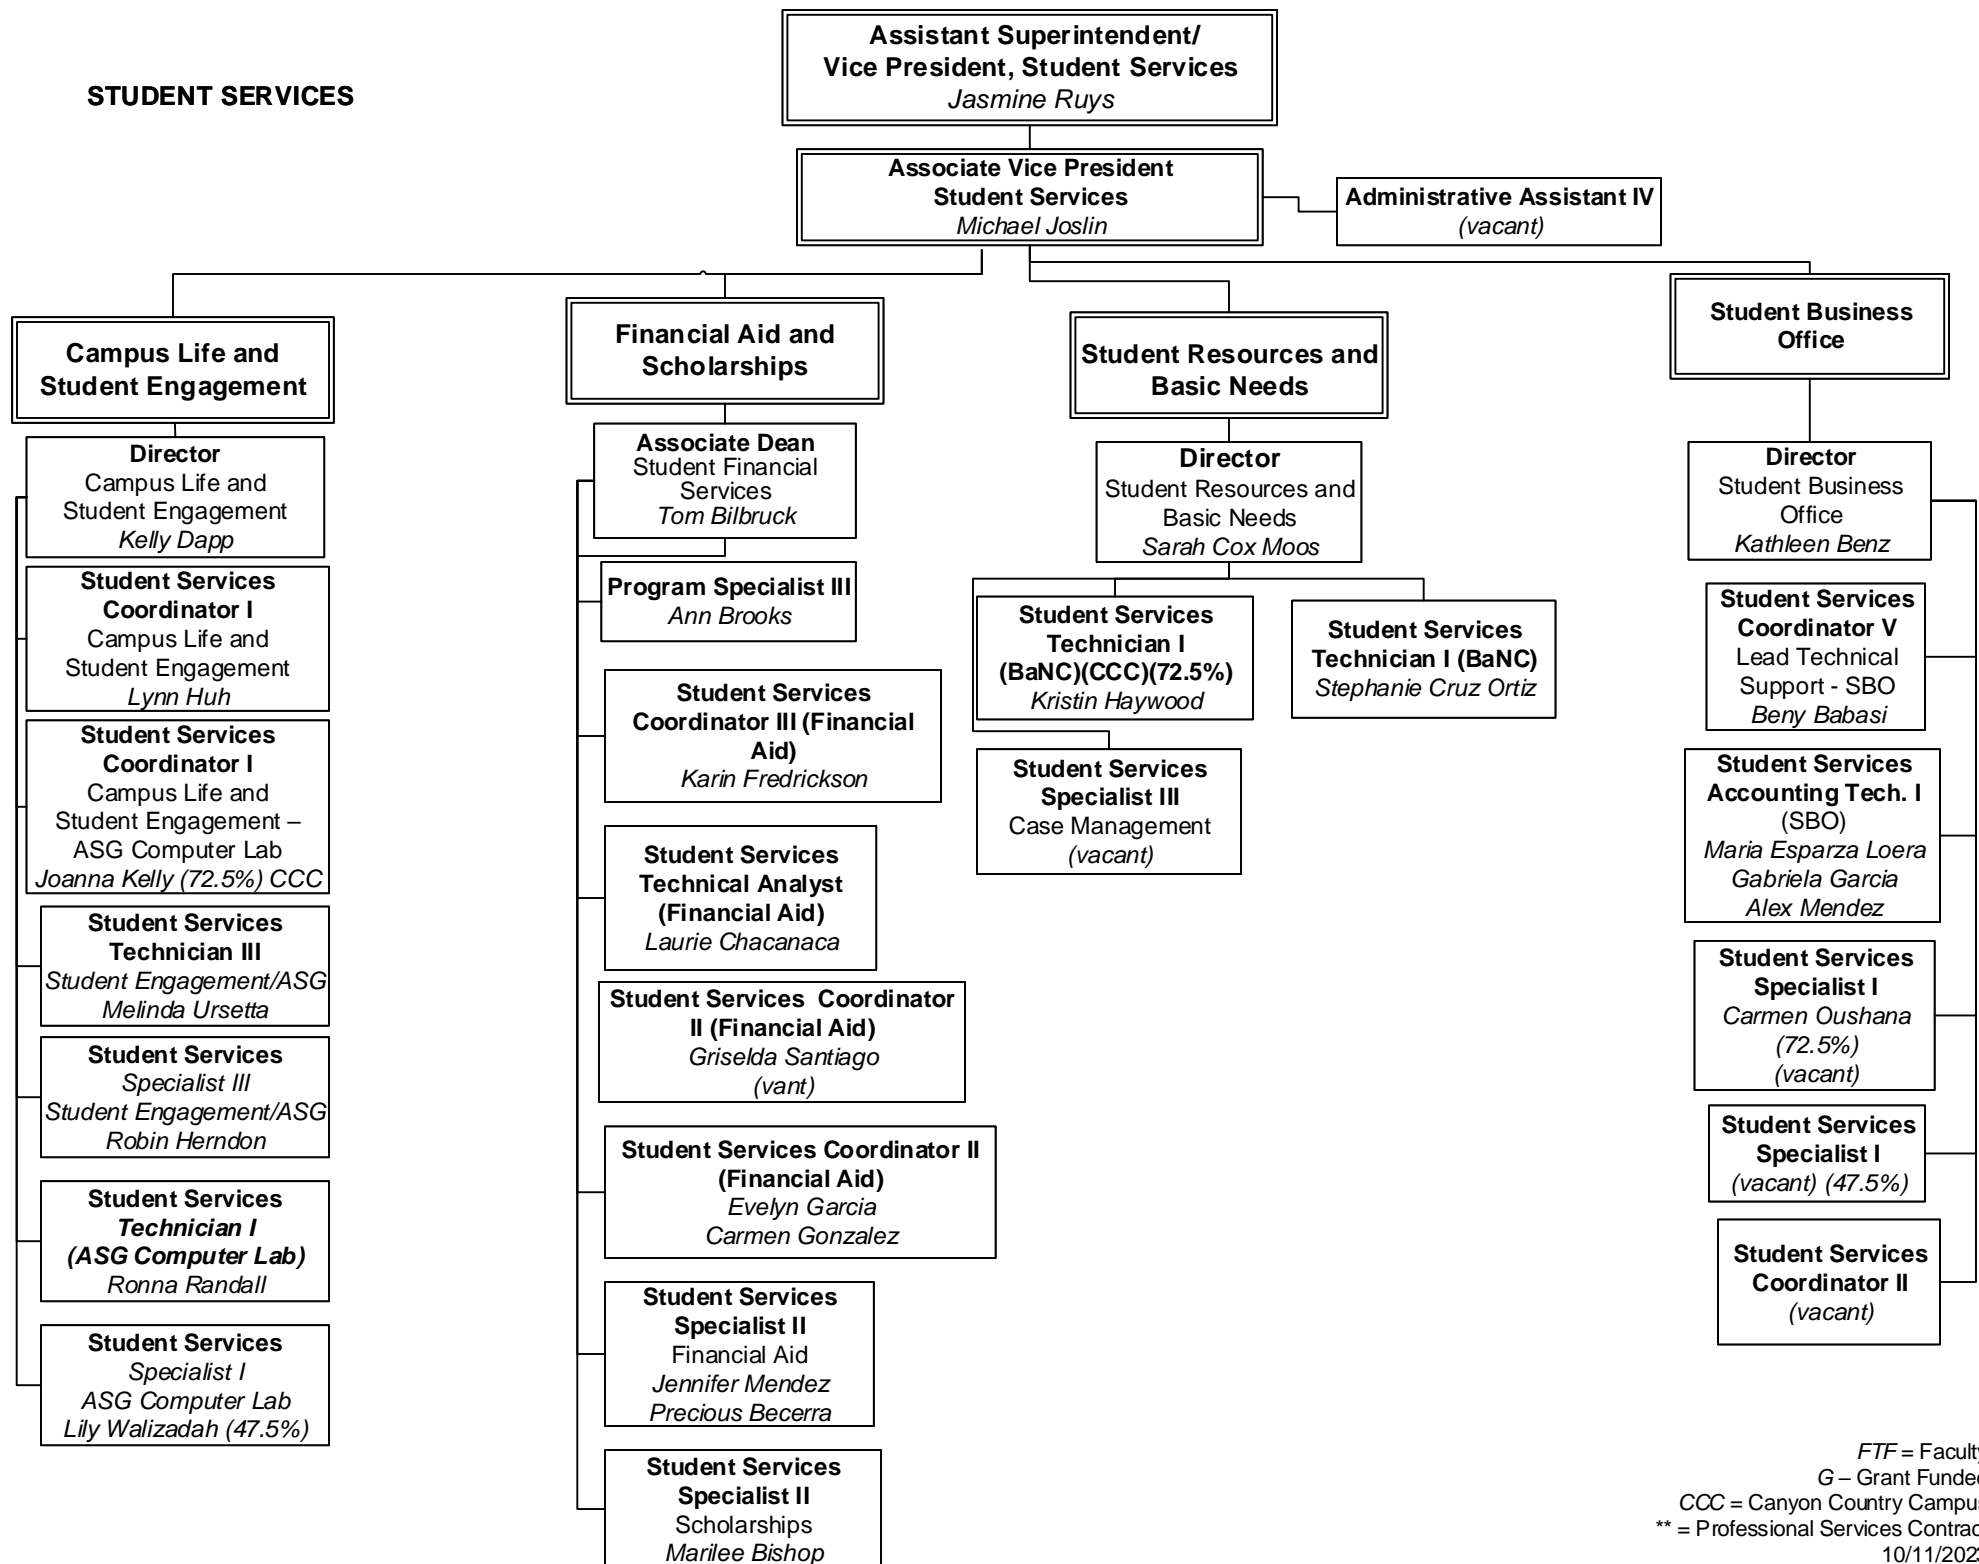 STUDENT SERVICES
Assistant Superintendent/
Vice President, Student Services
Jasmine Ruys
Associate Vice President
Student Services
Michael Joslin
Administrative Assistant IV
(vacant)
Campus Life and
Student Engagement
Director
Campus Life and
Student Engagement
Kelly Dapp
Student Services
Coordinator I
Campus Life and
Student Engagement
Lynn Huh
Student Services
Coordinator I
Campus Life and
Student Engagement –
ASG Computer Lab
Joanna Kelly (72.5%) CCC
Student Services
Technician III
Student Engagement/ASG
Melinda Ursetta
Student Services
Specialist III
Student Engagement/ASG
Robin Herndon
Student Services
Technician I
(ASG Computer Lab)
Ronna Randall
Student Services
Specialist I
ASG Computer Lab
Lily Walizadah (47.5%)
Financial Aid and
Scholarships
Associate Dean
Student Financial
Services
Tom Bilbruck
Program Specialist III
Ann Brooks
Student Services
Coordinator III (Financial
Aid)
Karin Fredrickson
Student Services
Technical Analyst
(Financial Aid)
Laurie Chacanaca
Student Services Coordinator
II (Financial Aid)
Griselda Santiago
(vant)
Student Services Coordinator II
(Financial Aid)
Evelyn Garcia
Carmen Gonzalez
Student Services
Specialist II
Financial Aid
Jennifer Mendez
Precious Becerra
Student Services
Specialist II
Scholarships
Marilee Bishop
Student Resources and
Basic Needs
Director
Student Resources and
Basic Needs
Sarah Cox Moos
Student Services
Technician I
(BaNC)(CCC)(72.5%)
Kristin Haywood
Student Services
Technician I (BaNC)
Stephanie Cruz Ortiz
Student Services
Specialist III
Case Management
(vacant)
Student Business
Office
Director
Student Business
Office
Kathleen Benz
Student Services
Coordinator V
Lead Technical
Support - SBO
Beny Babasi
Student Services
Accounting Tech. I
(SBO)
Maria Esparza Loera
Gabriela Garcia
Alex Mendez
Student Services
Specialist I
Carmen Oushana
(72.5%)
(vacant)
Student Services
Specialist I
(vacant) (47.5%)
Student Services
Coordinator II
(vacant)
FTF = Faculty
G – Grant Funded
CCC = Canyon Country Campus
** = Professional Services Contrac
10/11/202